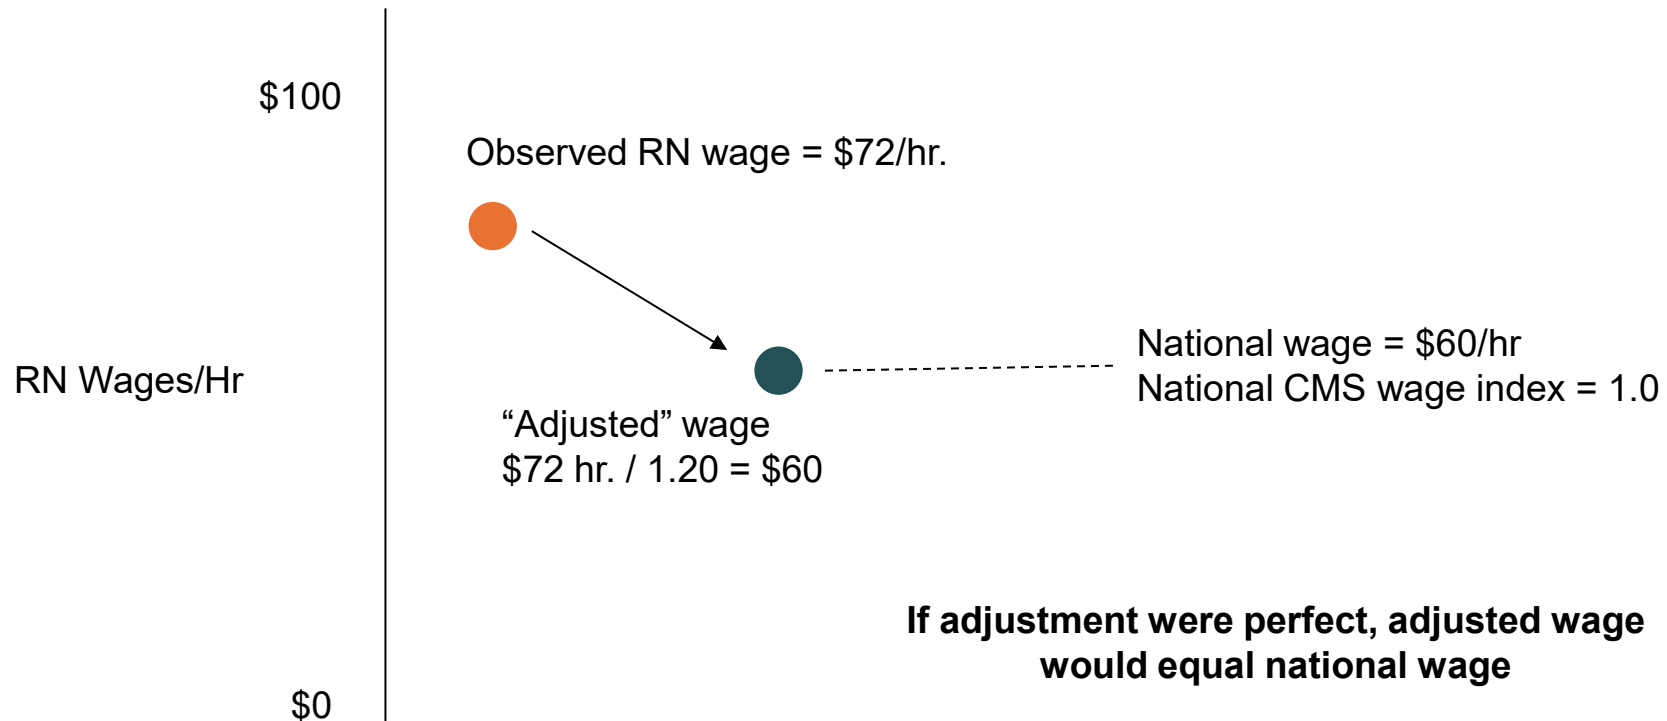 $100
Observed RN wage = $72/hr.
National wage = $60/hr
National CMS wage index = 1.0
RN Wages/Hr
“Adjusted” wage
$72 hr. / 1.20 = $60
If adjustment were perfect, adjusted wage
would equal national wage
$0